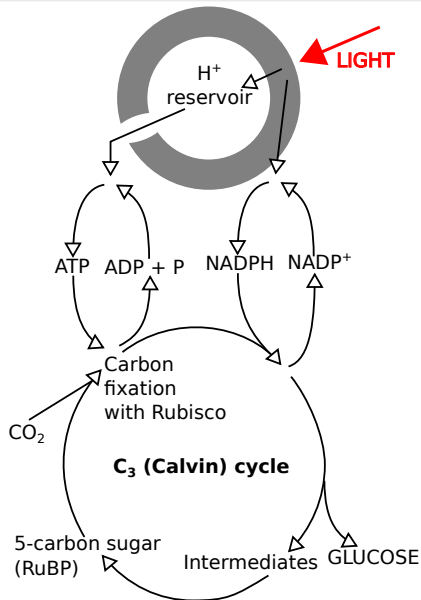 LIGHT
H⁺
reservoir
ATP
ADP + P
NADPH
NADP⁺
Carbon
fixation
with Rubisco
CO₂
C₃ (Calvin) cycle
5-carbon sugar
(RuBP)
Intermediates
GLUCOSE